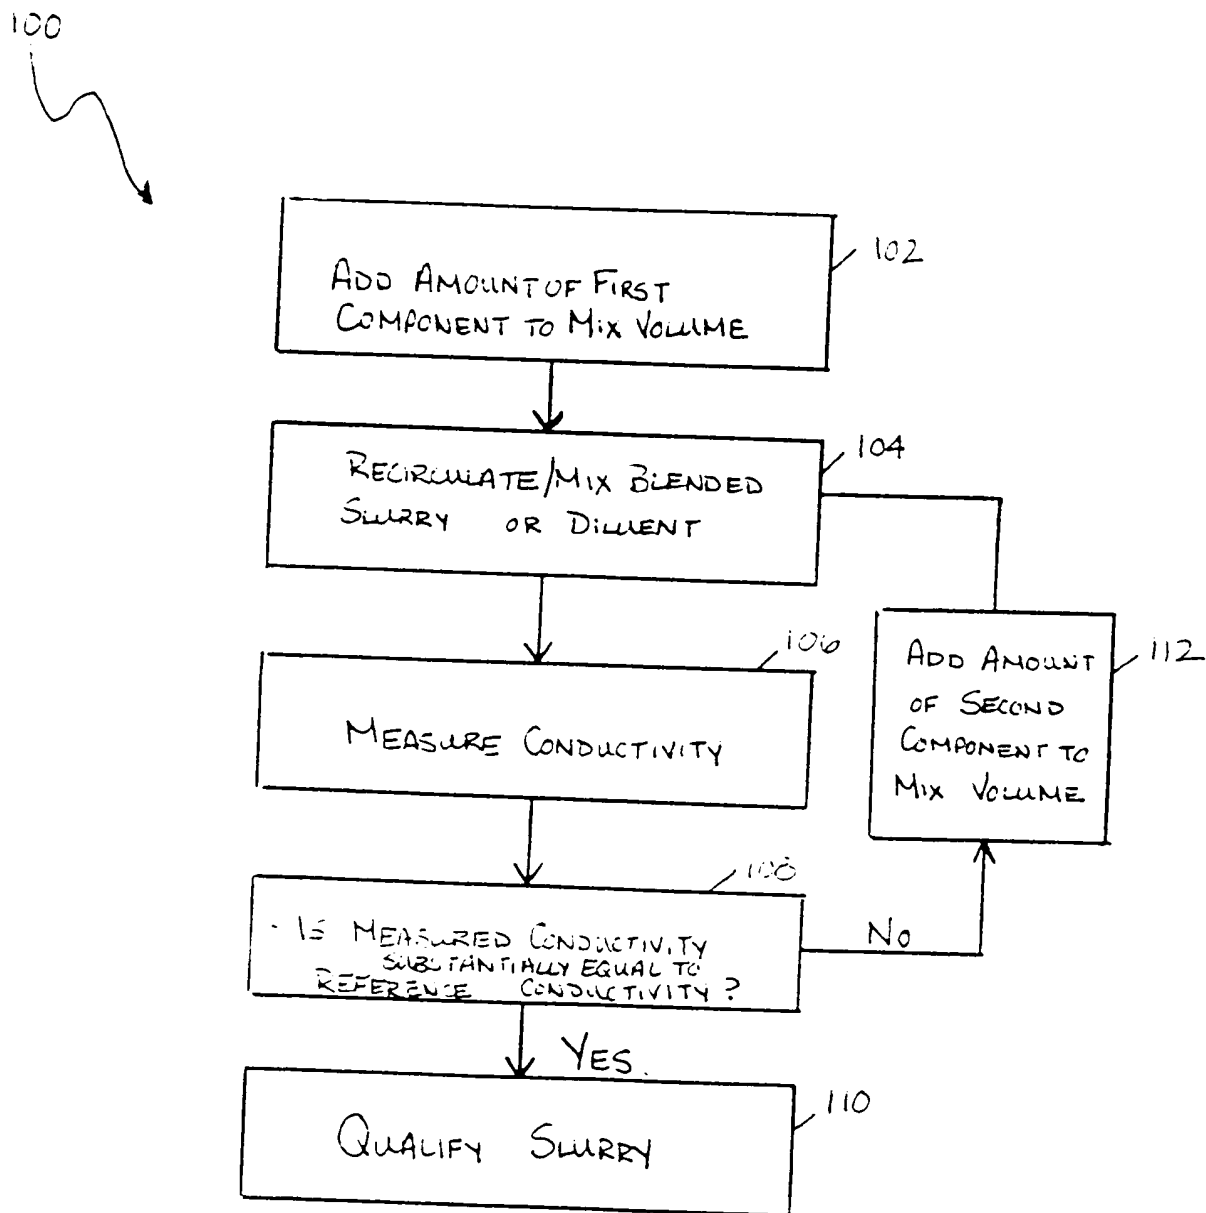 100
102
ADD AMOUNT OF FIRST
COMPONENT TO MIX VOLUME
104
RECIRCULATE/MIX BLENDED
SLURRY OR DILUENT
106
MEASURE CONDUCTIVITY
112
ADD AMOUNT
OF SECOND
COMPONENT TO
MIX VOLUME
108
IS MEASURED CONDUCTIVITY
SUBSTANTIALLY EQUAL TO
REFERENCE CONDUCTIVITY?
NO
YES.
110
QUALIFY SLURRY